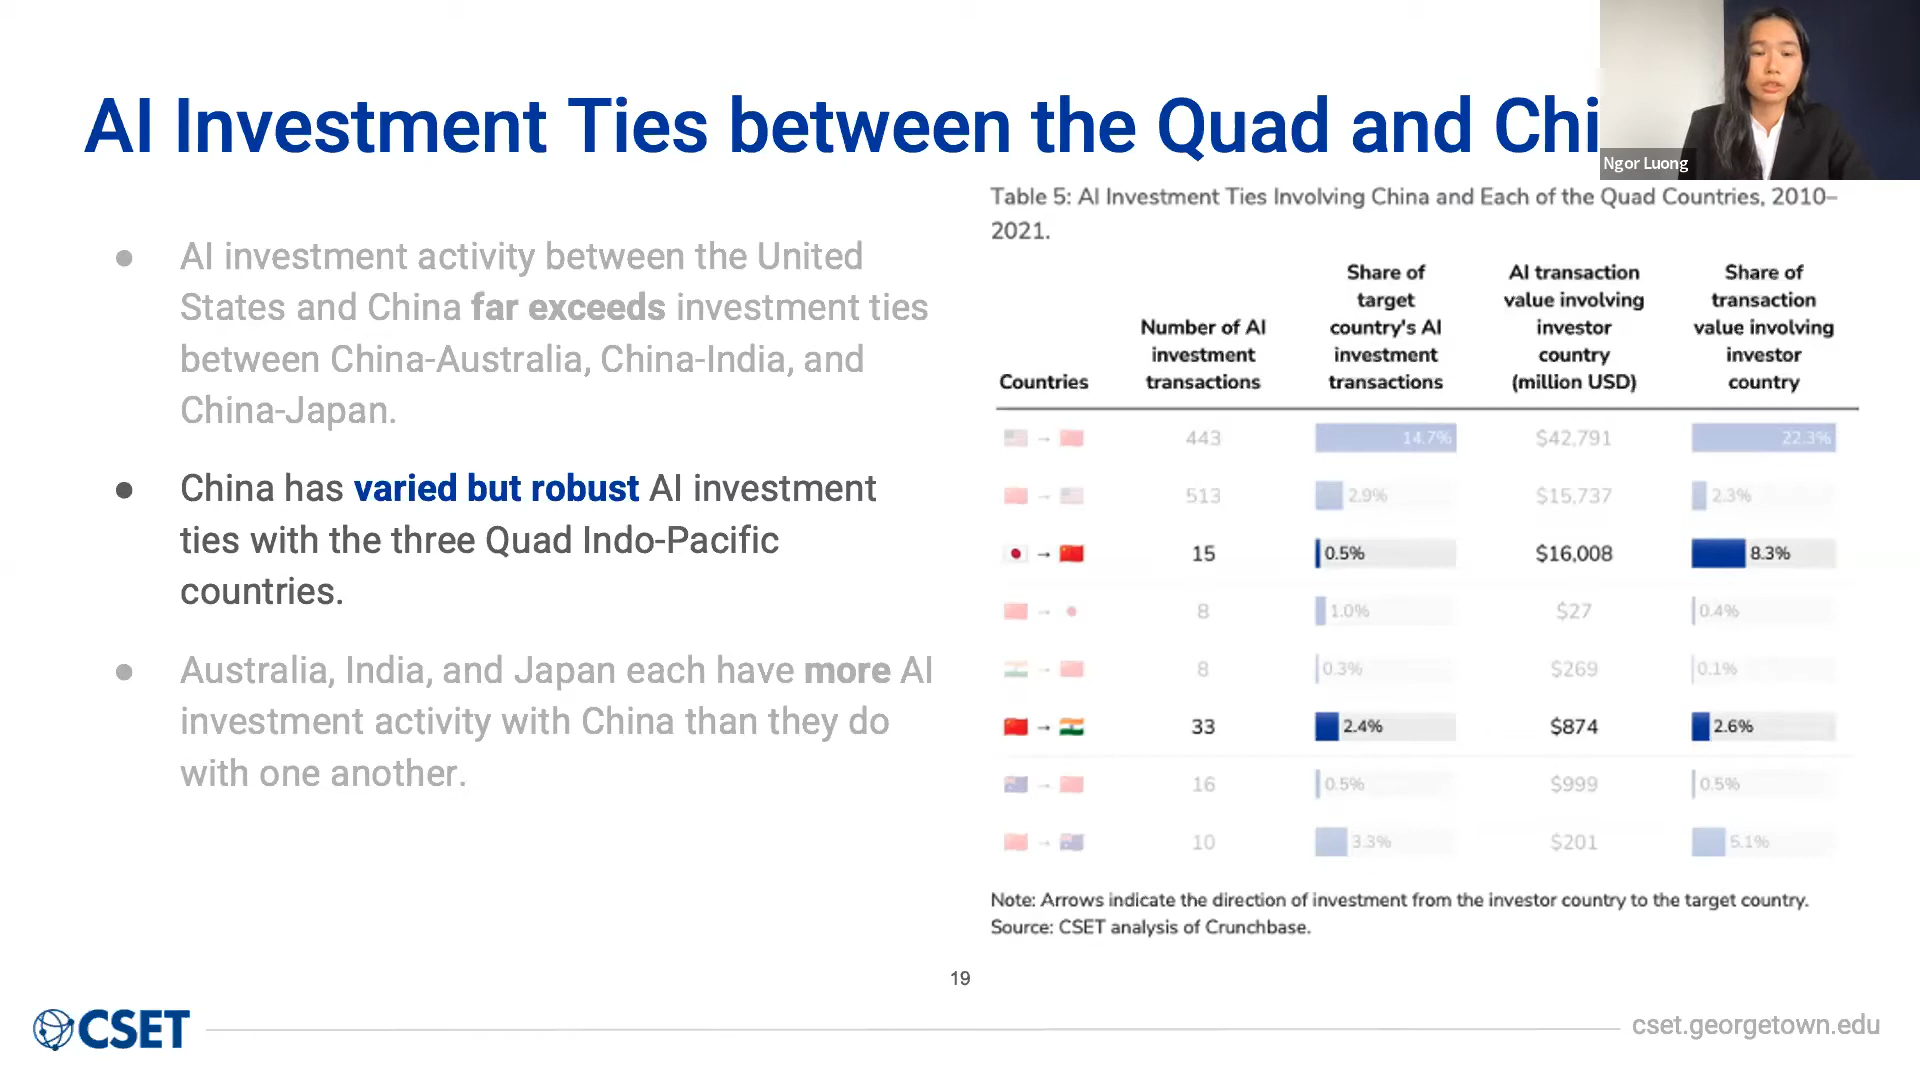 AI Investment Ties between the Quad and Chi
Ngor Luong
● AI investment activity between the United
States and China far exceeds investment ties
between China-Australia, China-India, and
China-Japan.
● China has varied but robust AI investment
ties with the three Quad Indo-Pacific
countries.
● Australia, India, and Japan each have more AI
investment activity with China than they do
with one another.
Table 5: AI Investment Ties Involving China and Each of the Quad Countries, 2010–
2021.
Countries
Number of AI
investment
transactions
Share of
target
country's AI
investment
transactions
AI transaction
value involving
investor
country
(million USD)
Share of
transaction
value involving
investor
country
→ 443 14.7% $42,791 22.3%
→ 513 2.9% $15,737 2.3%
→ 15 0.5% $16,008 8.3%
→ 8 1.0% $27 0.4%
→ 8 0.3% $269 0.1%
→ 33 2.4% $874 2.6%
→ 16 0.5% $999 0.5%
→ 10 3.3% $201 5.1%
Note: Arrows indicate the direction of investment from the investor country to the target country.
Source: CSET analysis of Crunchbase.
19
CSET
cset.georgetown.edu